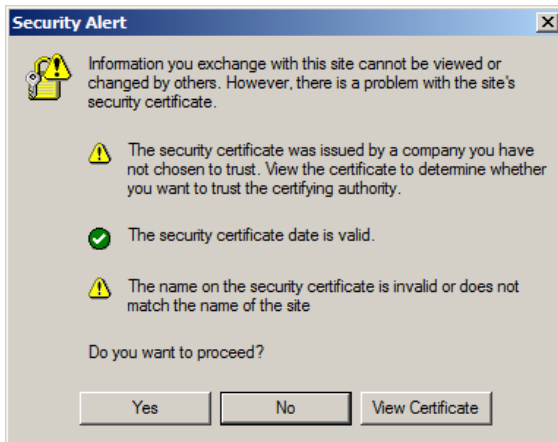 Security Alert
Information you exchange with this site cannot be viewed or
changed by others. However, there is a problem with the site's
security certificate.
The security certificate was issued by a company you have
not chosen to trust. View the certificate to determine whether
you want to trust the certifying authority.
The security certificate date is valid.
The name on the security certificate is invalid or does not
match the name of the site
Do you want to proceed?
Yes No View Certificate